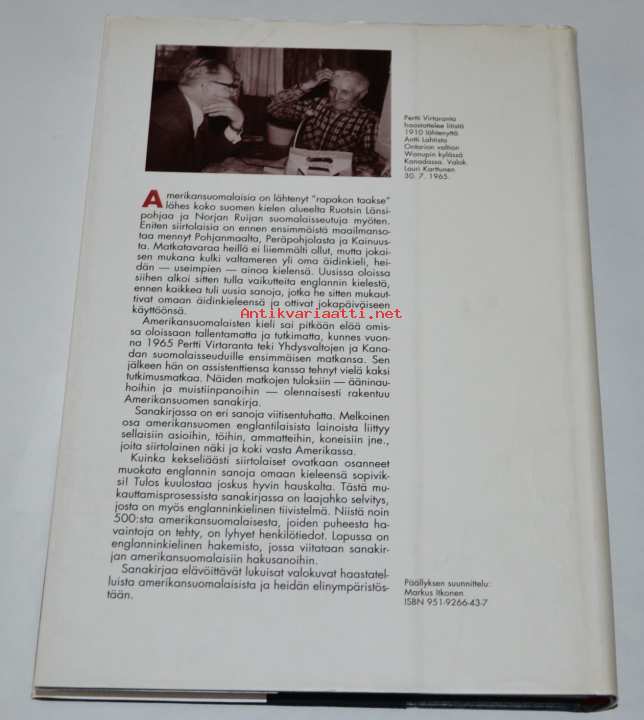 Pertti Virtaranta
haastattelee Iitistä
1910 lähtenyttä
Antti Lahtista
Ontarion valtion
Wanupin kylässä
Kanadassa. Valok.
Lauri Karttunen
30. 7. 1965.
Amerikansuomalaisia on lähtenyt "rapakon taakse"
lähes koko suomen kielen alueelta Ruotsin Länsi-
pohjaa ja Norjan Ruijan suomalaisseutuja myöten.
Eniten siirtolaisia on ennen ensimmäistä maailmanso-
taa mennyt Pohjanmaalta, Peräpohjolasta ja Kainuus-
ta. Matkatavaraa heillä ei liiemmälti ollut, mutta jokai-
sen mukana kulki valtameren yli oma äidinkieli, hei-
dän — useimpien — ainoa kielensä. Uusissa oloissa
siihen alkoi sitten tulla vaikutteita englannin kielestä,
ennen kaikkea tuli uusia sanoja, jotka he sitten mukaut-
tivat omaan äidinkieleensä ja ottivat jokapäiväiseen
käyttöönsä.
Antikvariaatti.net
Amerikansuomalaisten kieli sai pitkään elää omis-
sa oloissaan tallentamatta ja tutkimatta, kunnes vuon-
na 1965 Pertti Virtaranta teki Yhdysvaltojen ja Kana-
dan suomalaisseuduille ensimmäisen matkansa. Sen
jälkeen hän on assistenttiensa kanssa tehnyt vielä kaksi
tutkimusmatkaa. Näiden matkojen tuloksiin — ääninau-
hoihin ja muistiinpanoihin — olennaisesti rakentuu
Amerikansuomen sanakirja.
Sanakirjassa on eri sanoja viitisentuhatta. Melkoinen
osa amerikansuomen englantilaisista lainoista liittyy
sellaisiin asioihin, töihin, ammatteihin, koneisiin jne.,
joita siirtolainen näki ja koki vasta Amerikassa.
Kuinka kekseliäästi siirtolaiset ovatkaan osanneet
muokata englannin sanoja omaan kieleensä sopivik-
si! Tulos kuulostaa joskus hyvin hauskalta. Tästä mu-
kauttamisprosessista sanakirjassa on laajahko selvitys,
josta on myös englanninkielinen tiivistelmä. Niistä noin
500:sta amerikansuomalaisesta, joiden puheesta ha-
vaintoja on tehty, on lyhyet henkilötiedot. Lopussa on
englanninkielinen hakemisto, jossa viitataan sanakir-
jan amerikansuomalaisiin hakusanoihin.
Sanakirjaa elävöittävät lukuisat valokuvat haastatel-
luista amerikansuomalaisista ja heidän elinympäristös-
tään.
Päällyksen suunnittelu:
Markus Itkonen
ISBN 951-9266-43-7